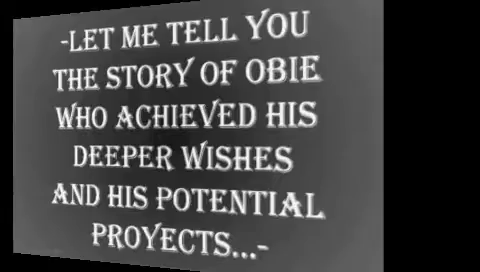 -LET ME TELL YOU
THE STORY OF OBIE
WHO ACHIEVED HIS
DEEPER WISHES
AND HIS POTENTIAL
PROYECTS...-